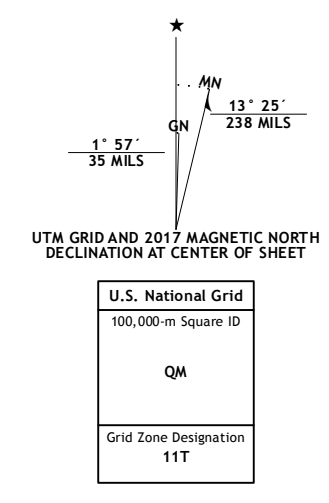 ★
MN
GN
13° 25´
238 MILS
1° 57´
35 MILS
UTM GRID AND 2017 MAGNETIC NORTH
DECLINATION AT CENTER OF SHEET
U.S. National Grid
100,000-m Square ID
QM
Grid Zone Designation
11T